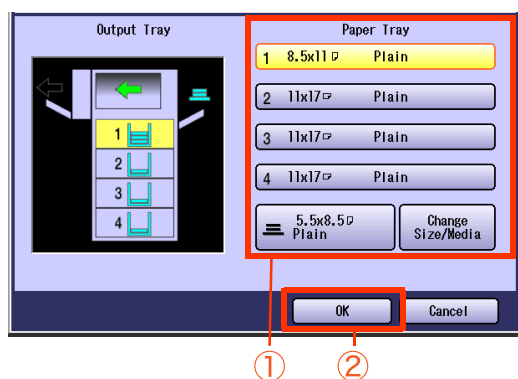 Output Tray
Paper Tray
1 8.5x11 Plain
2 11x17 Plain
3 11x17 Plain
4 11x17 Plain
5.5x8.5
Plain
Change
Size/Media
1
2
3
4
OK
Cancel
① ②